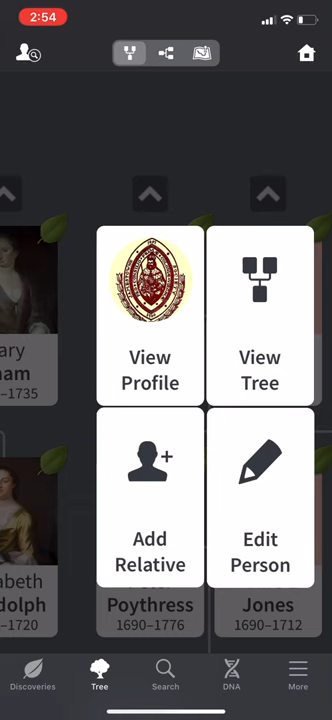 2:54
ary
am
–1735
View
Profile
View
Tree
Add
Relative
Edit
Person
abeth
dolph
–1720
Poythress
1690–1776
Jones
1690–1712
Discoveries
Tree
Search
DNA
More